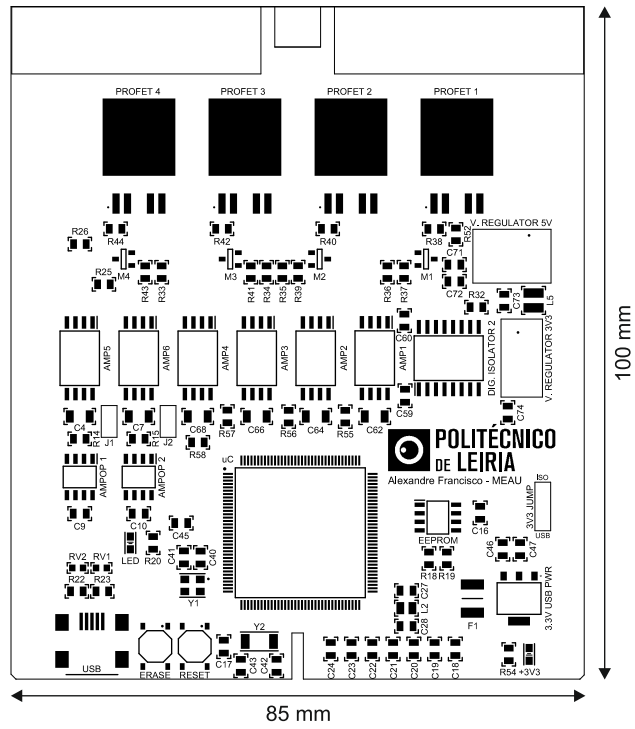 PROFET 4
PROFET 3
PROFET 2
PROFET 1
R26
R44
R42
R40
R38
R52
V. REGULATOR 5V
C71
M4
M3
M2
M1
R25
R43
R33
R41
R34
R35
R39
R36
R37
C72
R32
C73
L5
C60
AMP5
AMP6
AMP4
AMP3
AMP2
AMP1
DIG. ISOLATOR 2
V. REGULATOR 3V3
C59
C74
C4
R14
J1
C7
R15
J2
C68
R57
C66
R56
C64
R55
C62
R58
POLITÉCNICO
DE LEIRIA
Alexandre Francisco - MEAU
AMPOP 1
AMPOP 2
uC
3V3 JUMP
ISO
USB
C9
C10
C45
EEPROM
C16
LED
R20
C41
C40
C46
C47
RV2
RV1
R22
R23
R18
R19
Y1
C27
L2
C28
F1
3.3V USB PWR
USB
ERASE
RESET
C17
Y2
C43
C42
C24
C23
C22
C21
C20
C19
C18
R54
+3V3
85 mm
100 mm